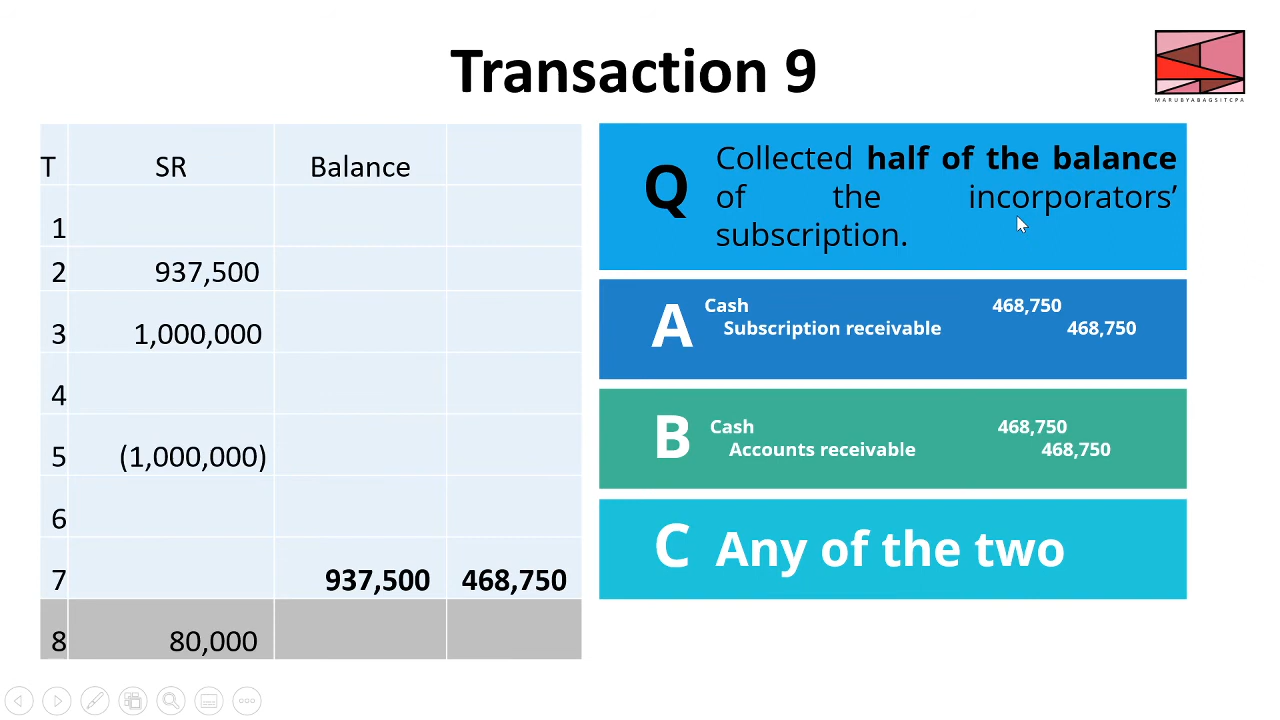 Transaction 9
MARUBYABAGSITCPA
T SR Balance
1
2 937,500
3 1,000,000
4
5 (1,000,000)
6
7 937,500 468,750
8 80,000
Q
Collected half of the balance
of the incorporators’
subscription.
A
Cash 468,750
Subscription receivable 468,750
B
Cash 468,750
Accounts receivable 468,750
C Any of the two